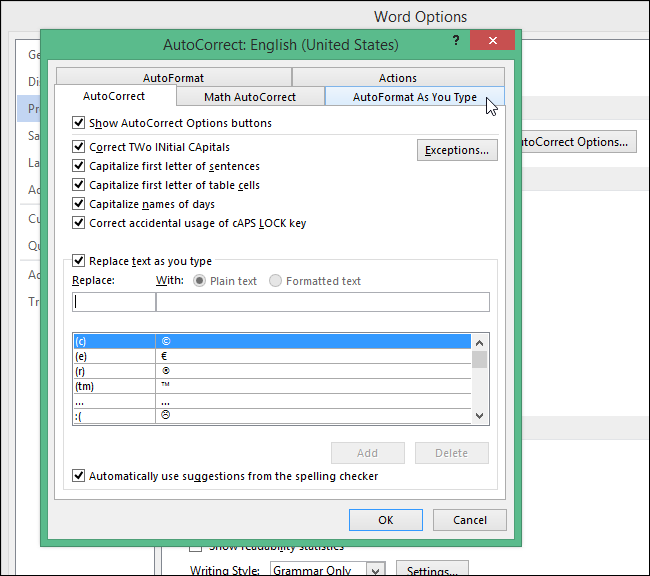 Word Options
AutoCorrect: English (United States)
?
Ge
Dis
Pr
Sa
La
Ac
Cu
Qu
Ac
Tr
AutoFormat Actions
AutoCorrect Math AutoCorrect AutoFormat As You Type
Show AutoCorrect Options buttons
Correct TWo INitial CApitals
Exceptions...
Capitalize first letter of sentences
Capitalize first letter of table cells
Capitalize names of days
Correct accidental usage of cAPS LOCK key
utoCorrect Options...
Replace text as you type
Replace: With: Plain text Formatted text
(c) ©
(e) €
(r) ®
(tm) ™
... ...
:( ☹
Add Delete
Automatically use suggestions from the spelling checker
OK Cancel
Show readability statistics
Writing Style: Grammar Only Settings...